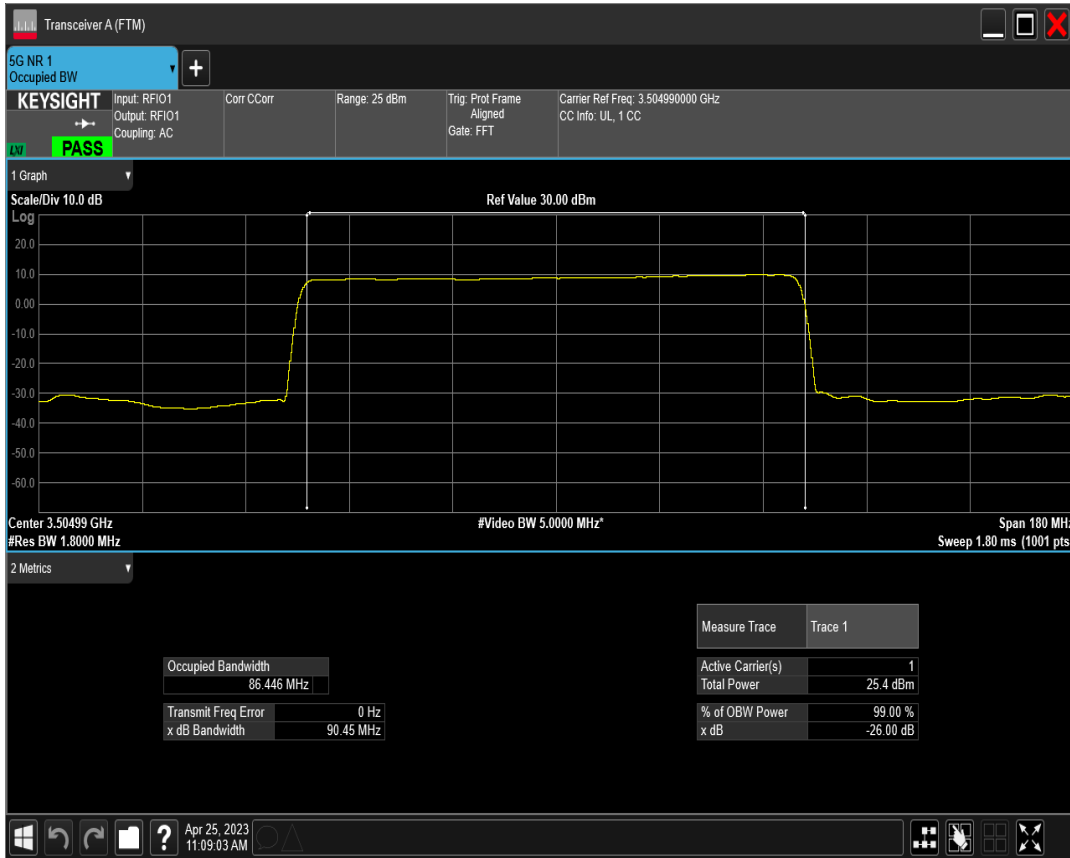 Transceiver A (FTM)
5G NR 1
Occupied BW
+
KEYSIGHT
LXI
PASS
Input: RFIO1
Output: RFIO1
Coupling: AC
Corr CCorr
Range: 25 dBm
Trig: Prot Frame
Aligned
Gate: FFT
Carrier Ref Freq: 3.504990000 GHz
CC Info: UL, 1 CC
1 Graph
Scale/Div 10.0 dB
Ref Value 30.00 dBm
Log
20.0
10.0
0.00
-10.0
-20.0
-30.0
-40.0
-50.0
-60.0
Center 3.50499 GHz
#Video BW 5.0000 MHz*
Span 180 MHz
#Res BW 1.8000 MHz
Sweep 1.80 ms (1001 pts
2 Metrics
Measure Trace Trace 1
Occupied Bandwidth
86.446 MHz
Active Carrier(s) 1
Total Power 25.4 dBm
Transmit Freq Error 0 Hz
x dB Bandwidth 90.45 MHz
% of OBW Power 99.00 %
x dB -26.00 dB
?
Apr 25, 2023
11:09:03 AM